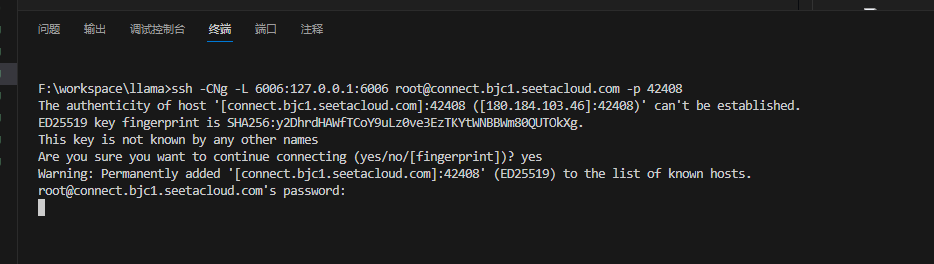 问题 输出 调试控制台 终端 端口 注释
F:\workspace\llama>ssh -CNg -L 6006:127.0.0.1:6006 root@connect.bjc1.seetacloud.com -p 42408
The authenticity of host '[connect.bjc1.seetacloud.com]:42408 ([180.184.103.46]:42408)' can't be established.
ED25519 key fingerprint is SHA256:y2DhrdHAWfTCoY9uLz0ve3EzTKYtWNBBWm80QUTOkXg.
This key is not known by any other names
Are you sure you want to continue connecting (yes/no/[fingerprint])? yes
Warning: Permanently added '[connect.bjc1.seetacloud.com]:42408' (ED25519) to the list of known hosts.
root@connect.bjc1.seetacloud.com's password: